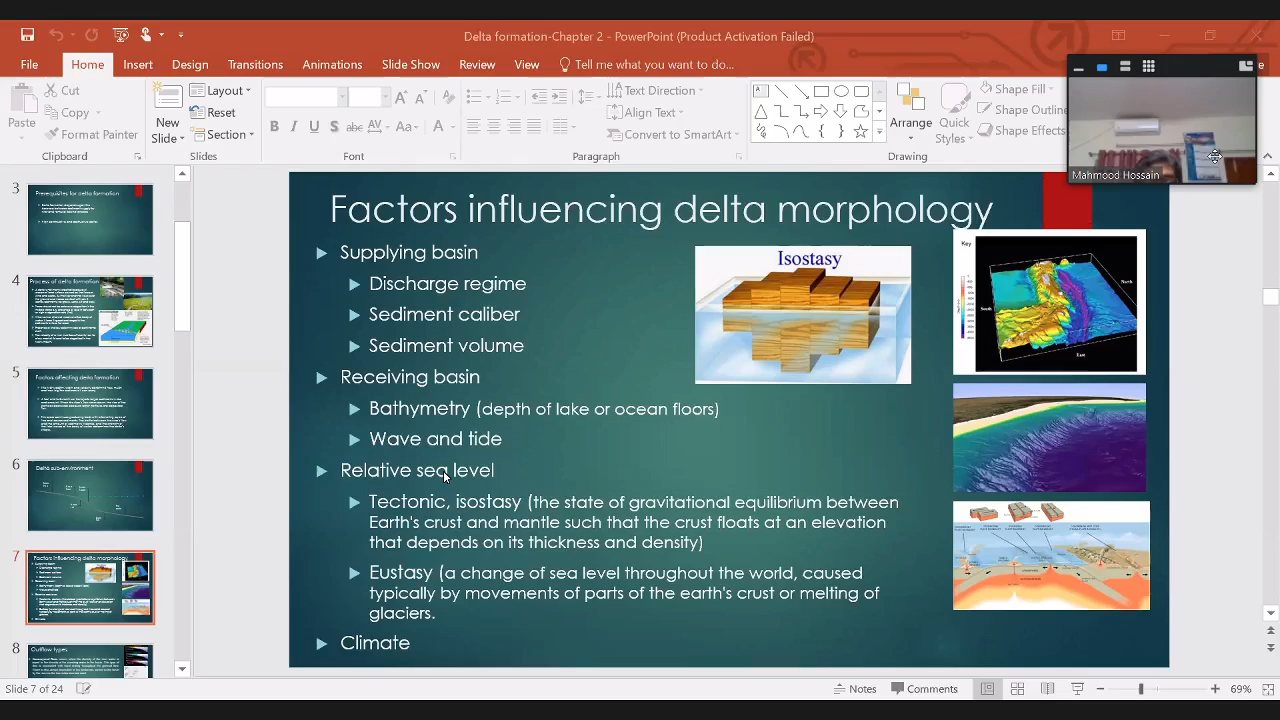 Delta formation-Chapter 2 - PowerPoint (Product Activation Failed)
File Home Insert Design Transitions Animations Slide Show Review View Tell me what you want to do...
Paste
Cut
Copy
Format Painter
Clipboard
New Slide
Layout
Reset
Section
Slides
Font
Text Direction
Align Text
Convert to SmartArt
Paragraph
Arrange
Quick Styles
Shape Fill
Shape Outline
Shape Effects
Drawing
Mahmood Hossain
3
Prerequisites for delta formation
4
Process of delta formation
5
Factors affecting delta formation
6
Delta sub-environment
7
Factors influencing delta morphology
8
Outflow types
Factors influencing delta morphology
Supplying basin
Discharge regime
Sediment caliber
Sediment volume
Receiving basin
Bathymetry (depth of lake or ocean floors)
Wave and tide
Relative sea level
Tectonic, isostasy (the state of gravitational equilibrium between
Earth's crust and mantle such that the crust floats at an elevation
that depends on its thickness and density)
Eustasy (a change of sea level throughout the world, caused
typically by movements of parts of the earth's crust or melting of
glaciers.
Climate
Isostasy
Key
North
South
East
Slide 7 of 24
Notes Comments 69%